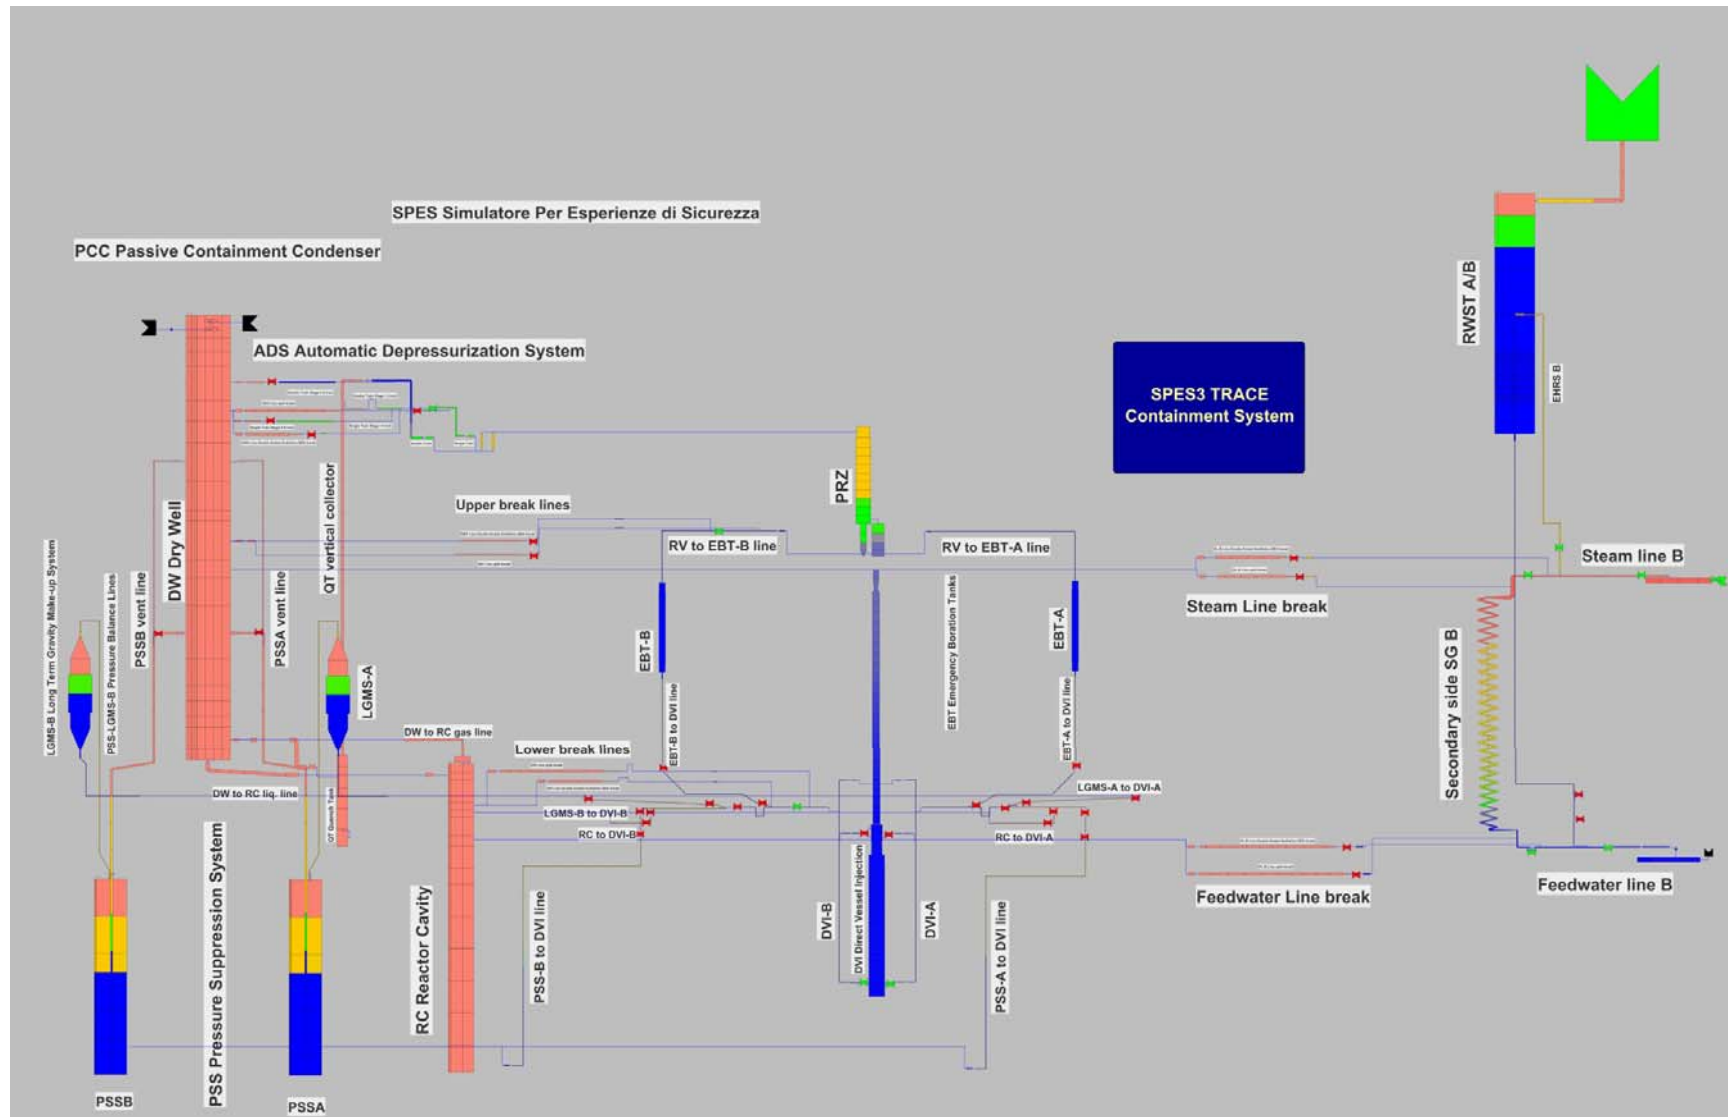 SPES Simulatore Per Esperienze di Sicurezza
PCC Passive Containment Condenser
ADS Automatic Depressurization System
SPES3 TRACE
Containment System
RWST A/B
EHRS B
PRZ
QT vertical collector
DW Dry Well
Upper break lines
RV to EBT-B line
RV to EBT-A line
Steam line B
Steam Line break
LGMS-B Long Term Gravity Make-up System
PSS-LGMS-B Pressure Balance Lines
PSSB vent line
PSSA vent line
LGMS-A
EBT-B
EBT Emergency Boration Tanks
EBT-A
Secondary side SG B
DW to RC gas line
Lower break lines
EBT-B to DVI line
EBT-A to DVI line
DW to RC liq. line
QT Quench Tank
LGMS-B to DVI-B
LGMS-A to DVI-A
RC to DVI-B
RC to DVI-A
Feedwater Line break
Feedwater line B
PSS Pressure Suppression System
RC Reactor Cavity
PSS-B to DVI line
DVI-B
DVI Direct Vessel Injection
DVI-A
PSS-A to DVI line
PSSB
PSSA